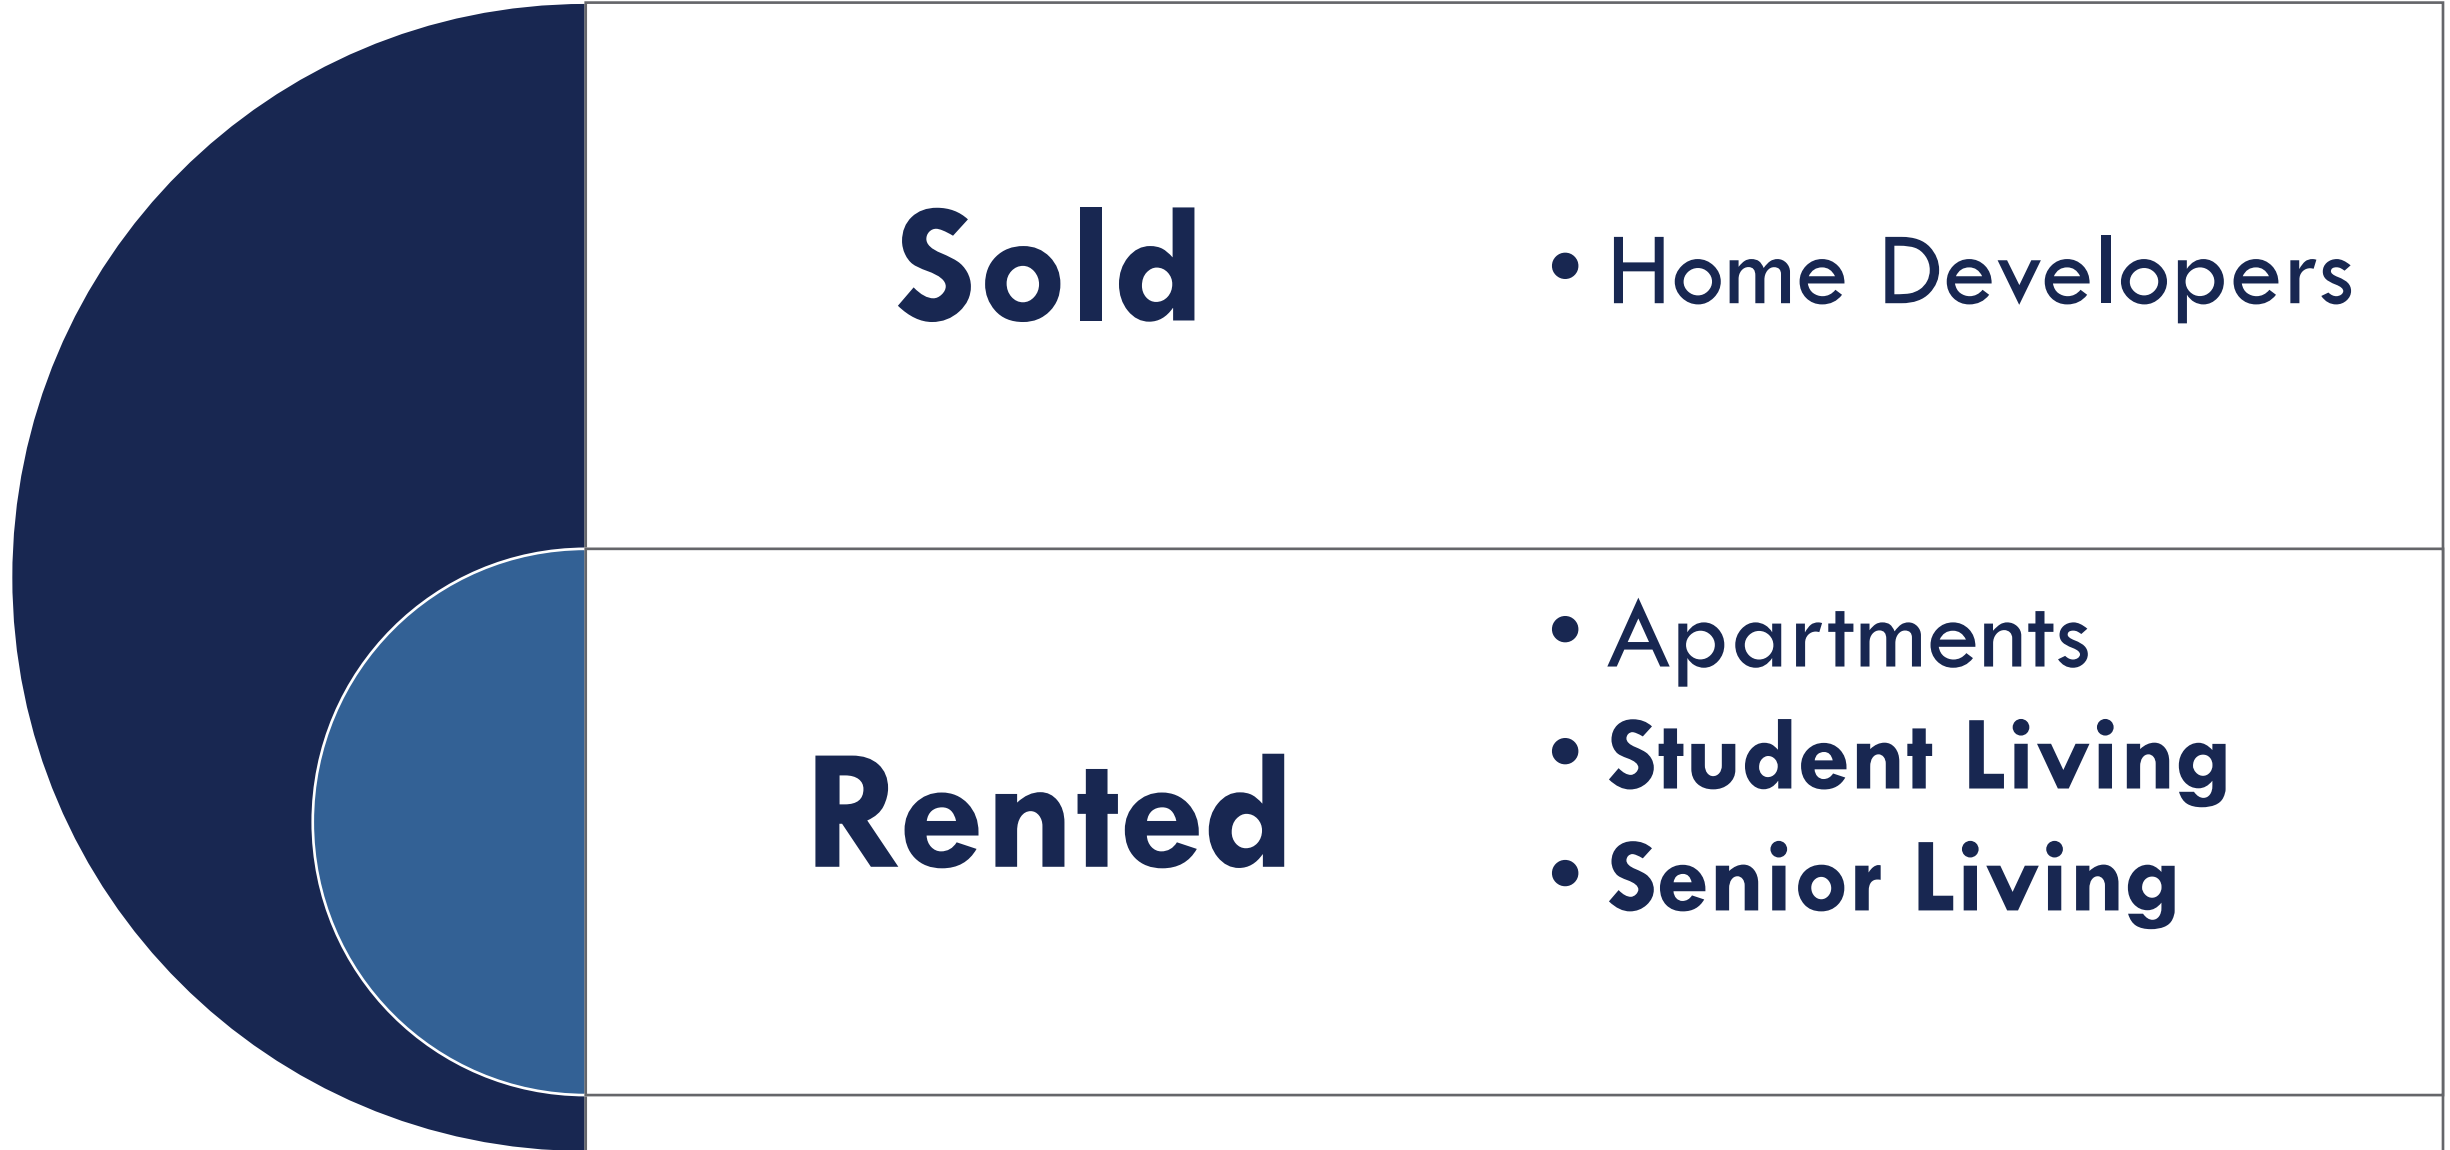 Sold
• Home Developers
Rented
• Apartments
• Student Living
• Senior Living